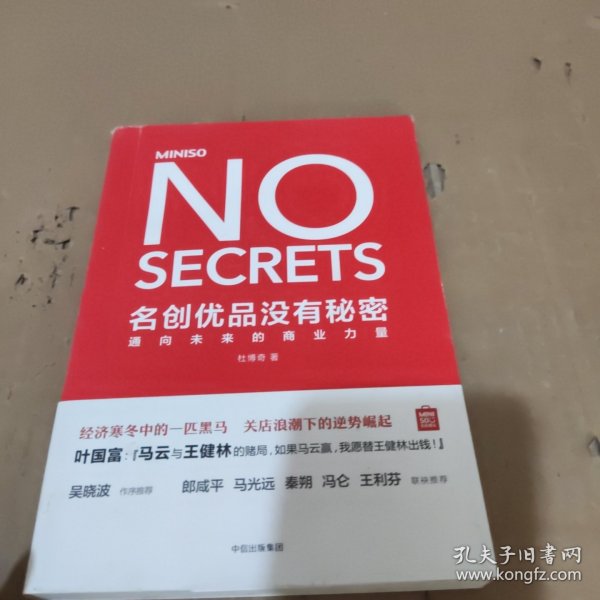 MINISO
NO
SECRETS
名创优品没有秘密
通向未来的商业力量
杜博奇 著
经济寒冬中的一匹黑马 关店浪潮下的逆势崛起
叶国富:『马云与王健林的赌局,如果马云赢,我愿替王健林出钱!』
吴晓波 作序推荐 郎咸平 马光远 秦朔 冯仑 王利芬 联袂推荐
MINI
SO
中信出版集团
孔夫子旧书网
www.kongfz.com